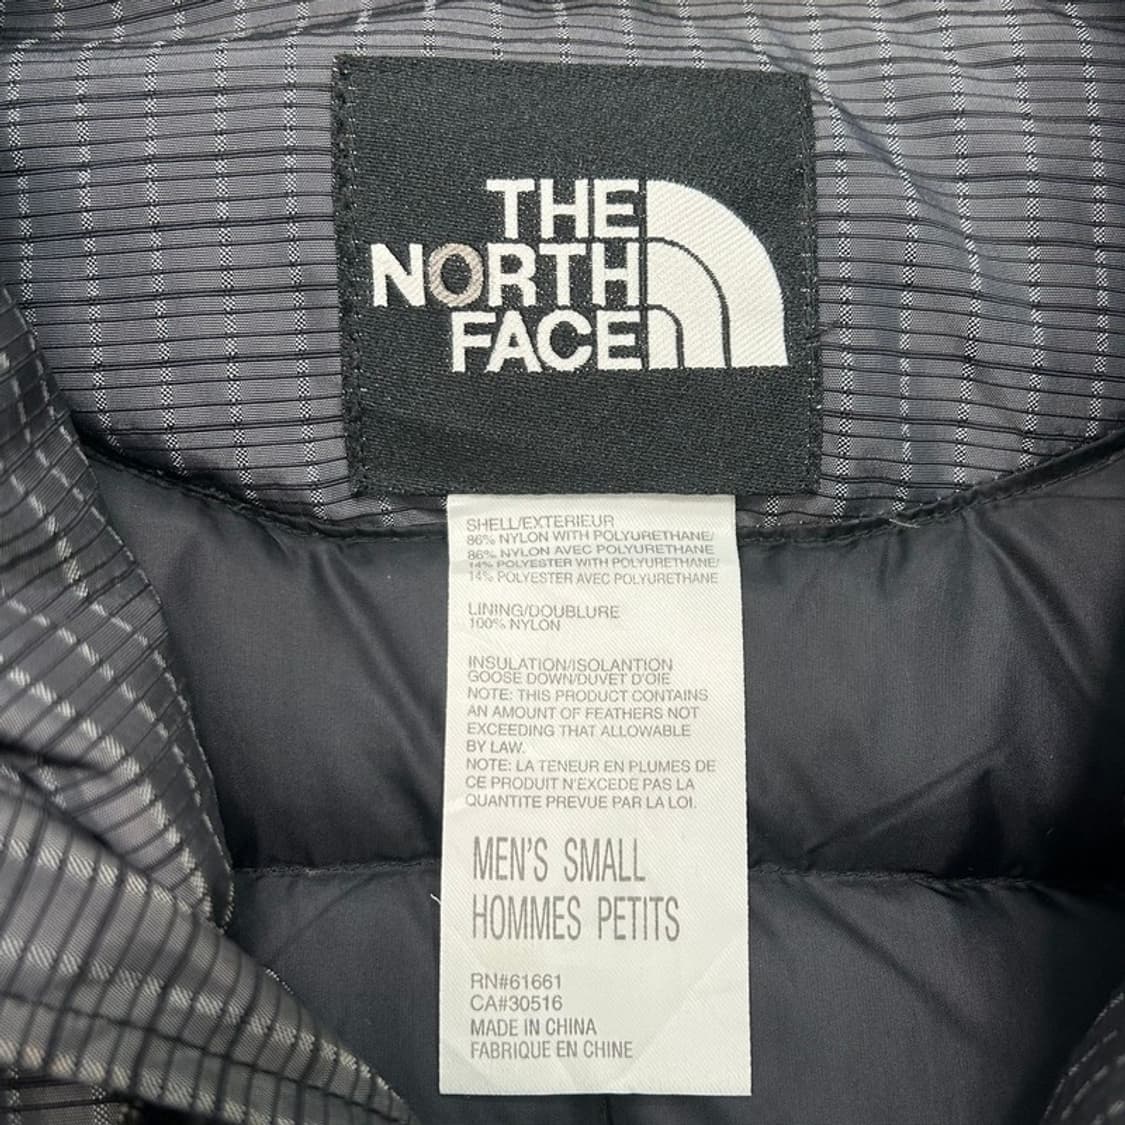 THE
NORTH
FACE
SHELL/EXTERIEUR
86% NYLON WITH POLYURETHANE/
86% NYLON AVEC POLYURETHANE
14% POLYESTER WITH POLYURETHANE/
14% POLYESTER AVEC POLYURETHANE
LINING/DOUBLURE
100% NYLON
INSULATION/ISOLANTION
GOOSE DOWN/DUVET D'OIE
NOTE: THIS PRODUCT CONTAINS
AN AMOUNT OF FEATHERS NOT
EXCEEDING THAT ALLOWABLE
BY LAW.
NOTE: LA TENEUR EN PLUMES DE
CE PRODUIT N'EXCEDE PAS LA
QUANTITE PREVUE PAR LA LOI.
MEN'S SMALL
HOMMES PETITS
RN#61661
CA#30516
MADE IN CHINA
FABRIQUE EN CHINE